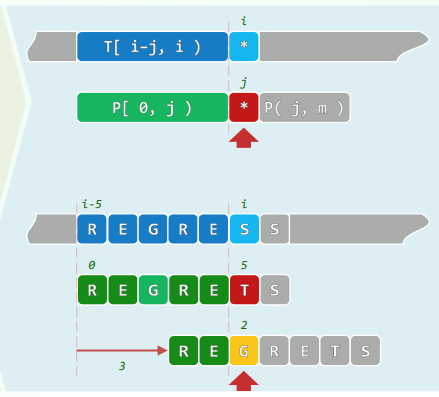 i
T[ i-j, i ) *
j
P[ 0, j ) * P( j, m )
i-5 i
R E G R E S S
0 5
R E G R E T S
2
R E G R E T S
3